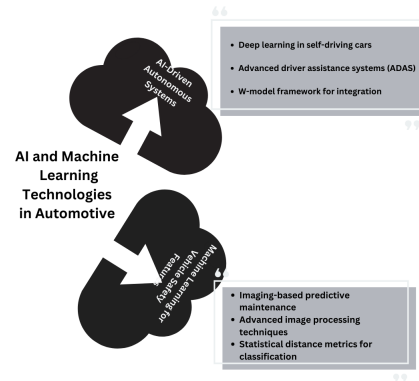 AI-Driven
Autonomous
Systems
• Deep learning in self-driving cars
• Advanced driver assistance systems (ADAS)
• W-model framework for integration
AI and Machine
Learning
Technologies
in Automotive
Machine Learning for
Vehicle Safety
Features
• Imaging-based predictive
maintenance
• Advanced image processing
techniques
• Statistical distance metrics for
classification